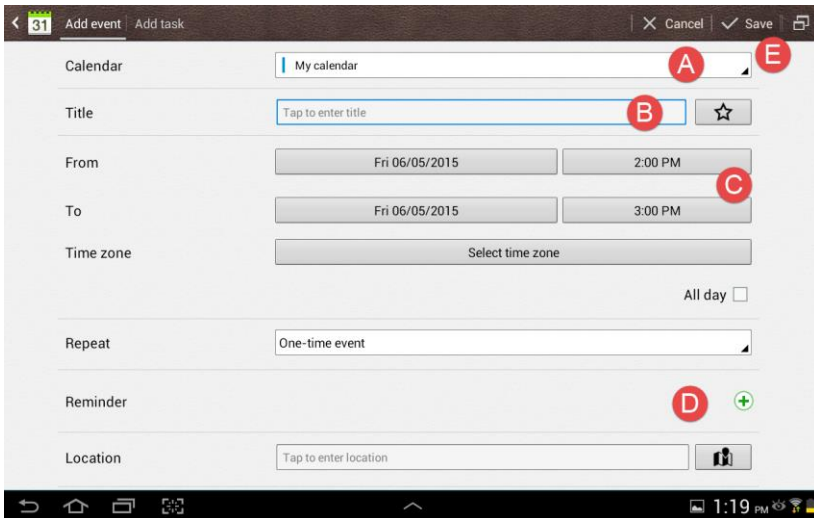 31 Add event Add task Cancel Save
E
Calendar My calendar A
Title Tap to enter title B
From Fri 06/05/2015 2:00 PM
C
To Fri 06/05/2015 3:00 PM
Time zone Select time zone
All day
Repeat One-time event
Reminder D
Location Tap to enter location
1:19 PM